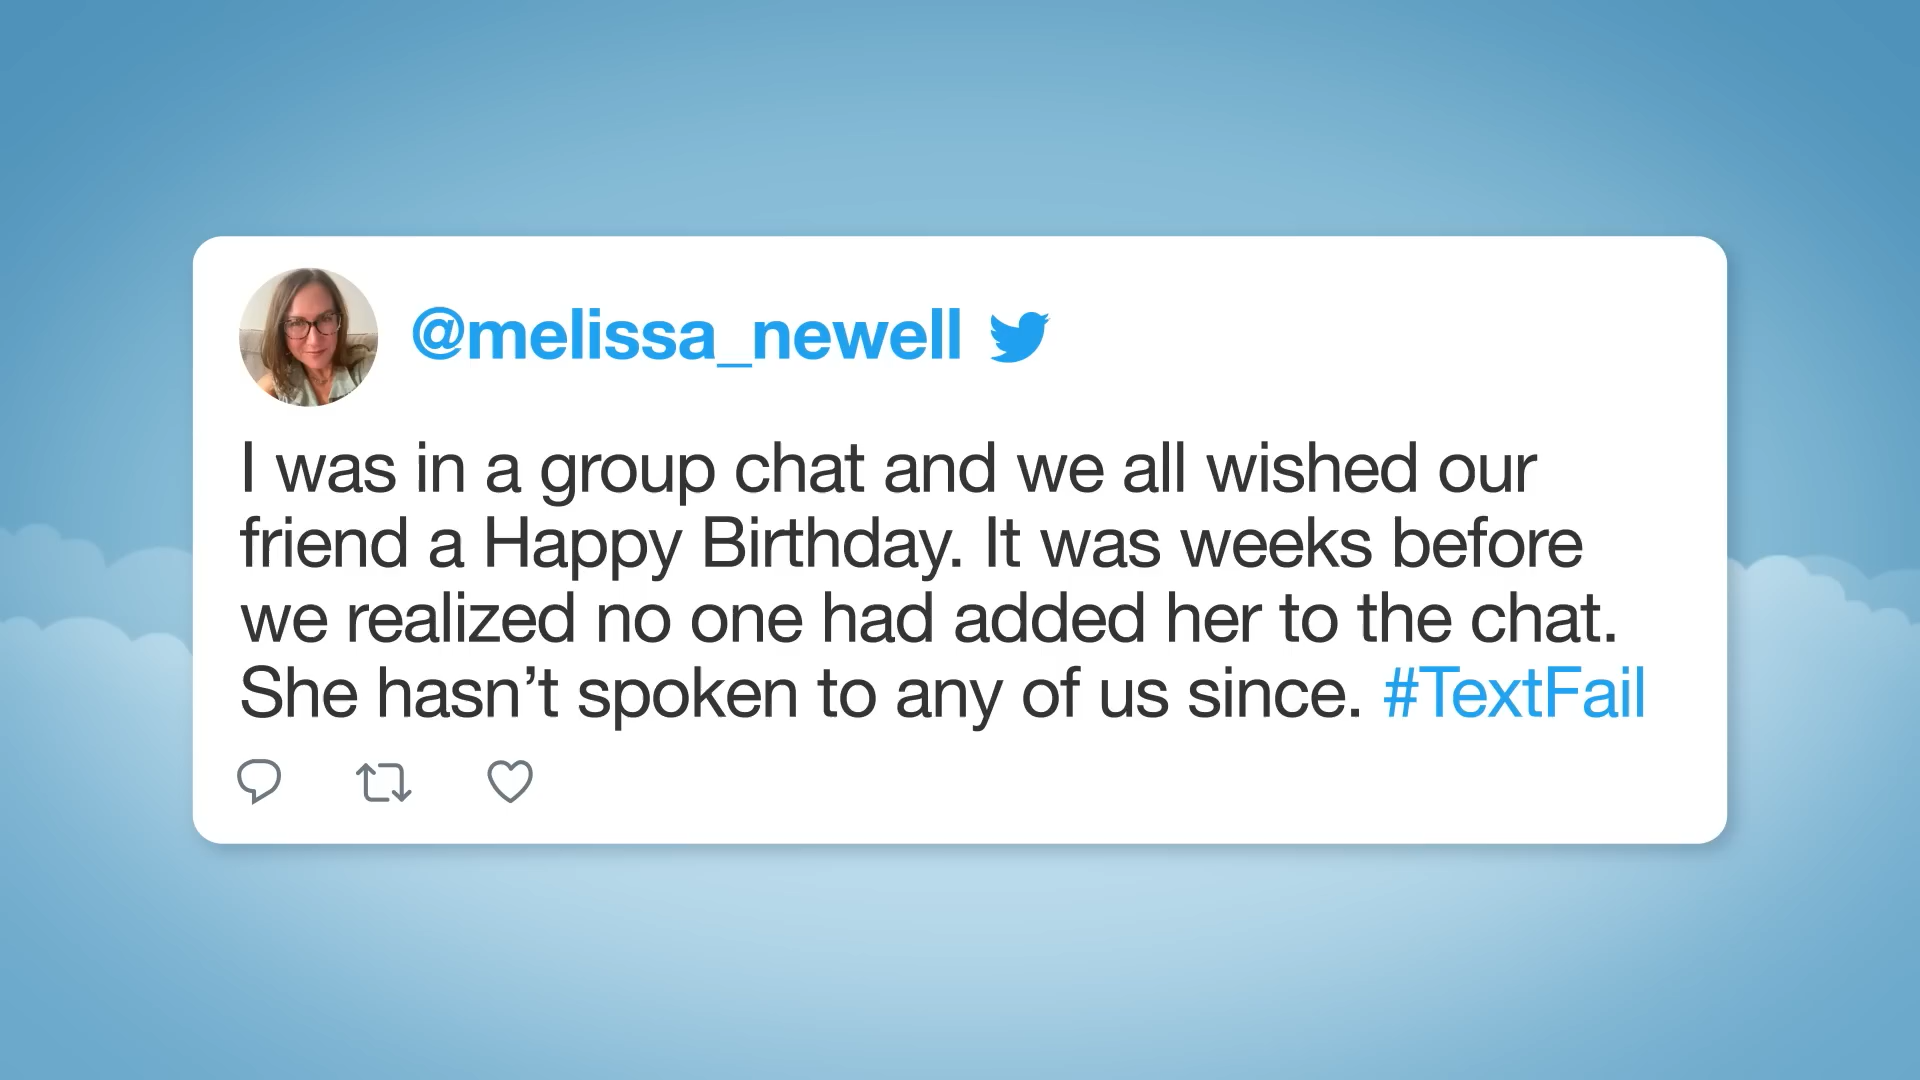 @melissa_newell
I was in a group chat and we all wished our
friend a Happy Birthday. It was weeks before
we realized no one had added her to the chat.
She hasn’t spoken to any of us since. #TextFail